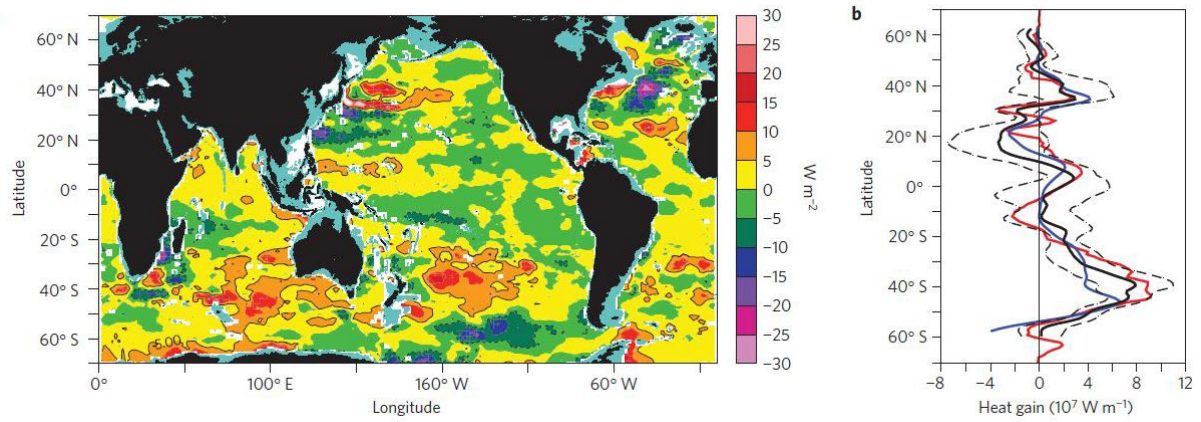 60° N
40° N
20° N
0°
20° S
40° S
60° S
Latitude
0°
100° E
160° W
60° W
Longitude
500
30
25
20
15
10
5
0
−5
−10
−15
−20
−25
−30
W m−2
b
60° N
40° N
20° N
0°
20° S
40° S
60° S
Latitude
−8
−4
0
4
8
12
Heat gain (10⁷ W m−1)